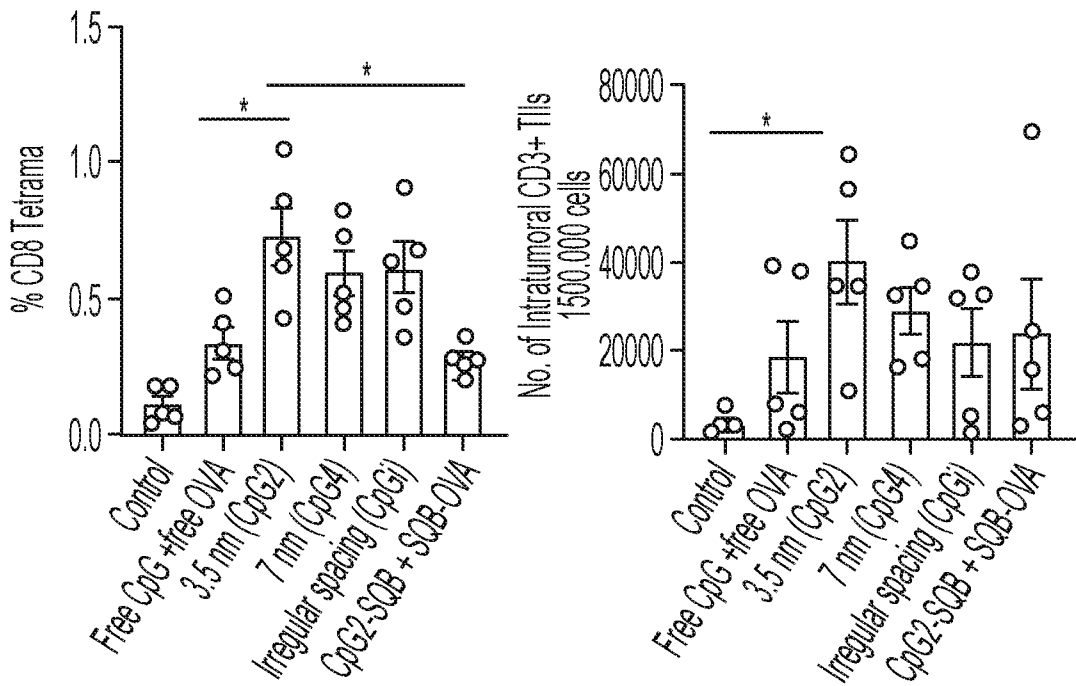 % CD8 Tetrama
1.5
1.0
0.5
0.0
*
*
Control
Free CpG +free OVA
3.5 nm (CpG2)
7 nm (CpG4)
Irregular spacing (CpGi)
CpG2-SQB + SQB-OVA
No. of Intratumoral CD3+ TIIs
1500.000 cells
80000
60000
40000
20000
0
*
Control
Free CpG +free OVA
3.5 nm (CpG2)
7 nm (CpG4)
Irregular spacing (CpGi)
CpG2-SQB + SQB-OVA